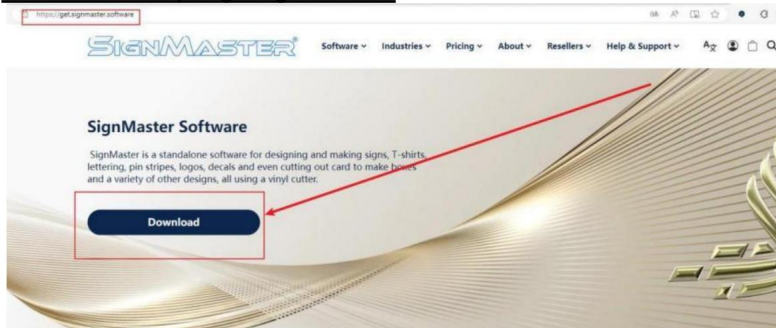 https://get.signmaster.software
SIGNMASTER®
Software Industries Pricing About Resellers Help & Support
SignMaster Software
SignMaster is a standalone software for designing and making signs, T-shirts,
lettering, pin stripes, logos, decals and even cutting out card to make boxes
and a variety of other designs, all using a vinyl cutter.
Download